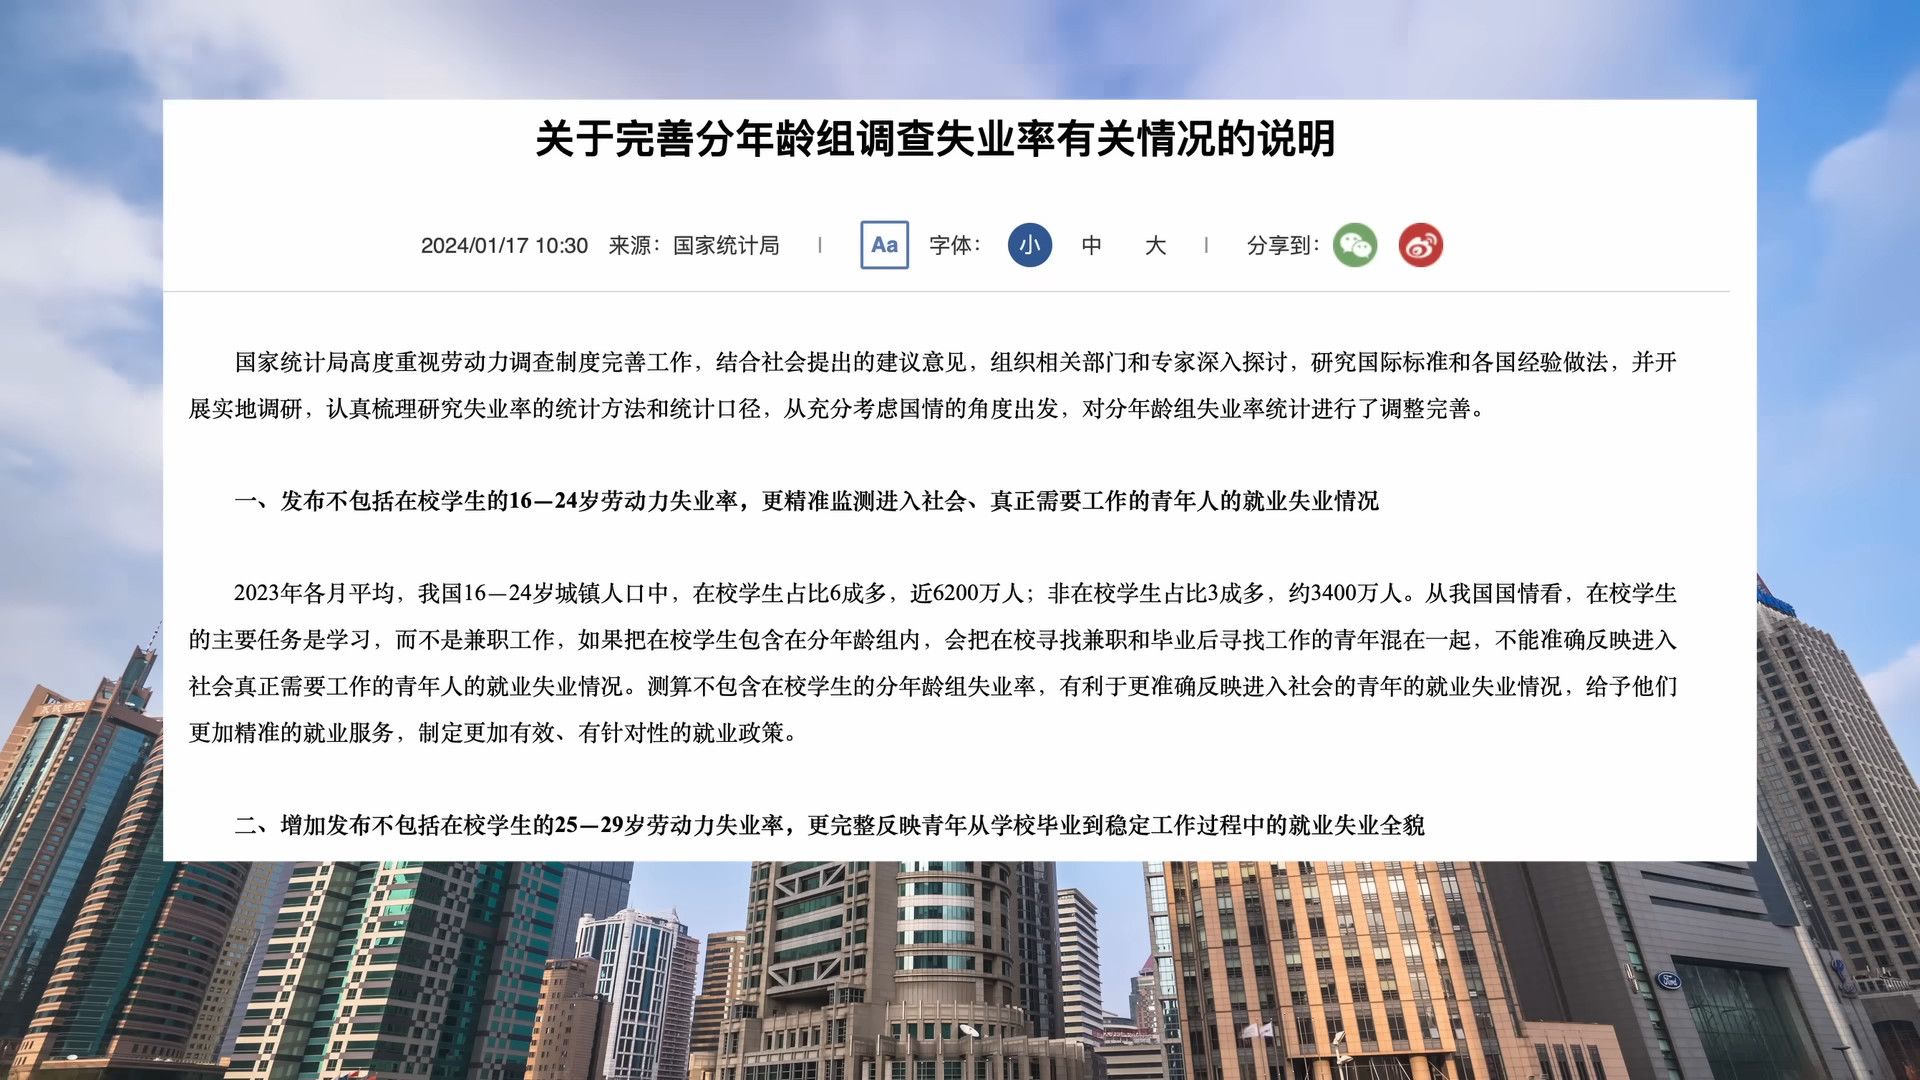 关于完善分年龄组调查失业率有关情况的说明
2024/01/17 10:30 来源：国家统计局 | Aa 字体： 小 中 大 | 分享到：
国家统计局高度重视劳动力调查制度完善工作，结合社会提出的建议意见，组织相关部门和专家深入探讨，研究国际标准和各国经验做法，并开
展实地调研，认真梳理研究失业率的统计方法和统计口径，从充分考虑国情的角度出发，对分年龄组失业率统计进行了调整完善。
一、发布不包括在校学生的16—24岁劳动力失业率，更精准监测进入社会、真正需要工作的青年人的就业失业情况
2023年各月平均，我国16—24岁城镇人口中，在校学生占比6成多，近6200万人；非在校学生占比3成多，约3400万人。从我国国情看，在校学生
的主要任务是学习，而不是兼职工作，如果把在校学生包含在分年龄组内，会把在校寻找兼职和毕业后寻找工作的青年混在一起，不能准确反映进入
社会真正需要工作的青年人的就业失业情况。测算不包含在校学生的分年龄组失业率，有利于更准确反映进入社会的青年的就业失业情况，给予他们
更加精准的就业服务，制定更加有效、有针对性的就业政策。
二、增加发布不包括在校学生的25—29岁劳动力失业率，更完整反映青年从学校毕业到稳定工作过程中的就业失业全貌
Ford